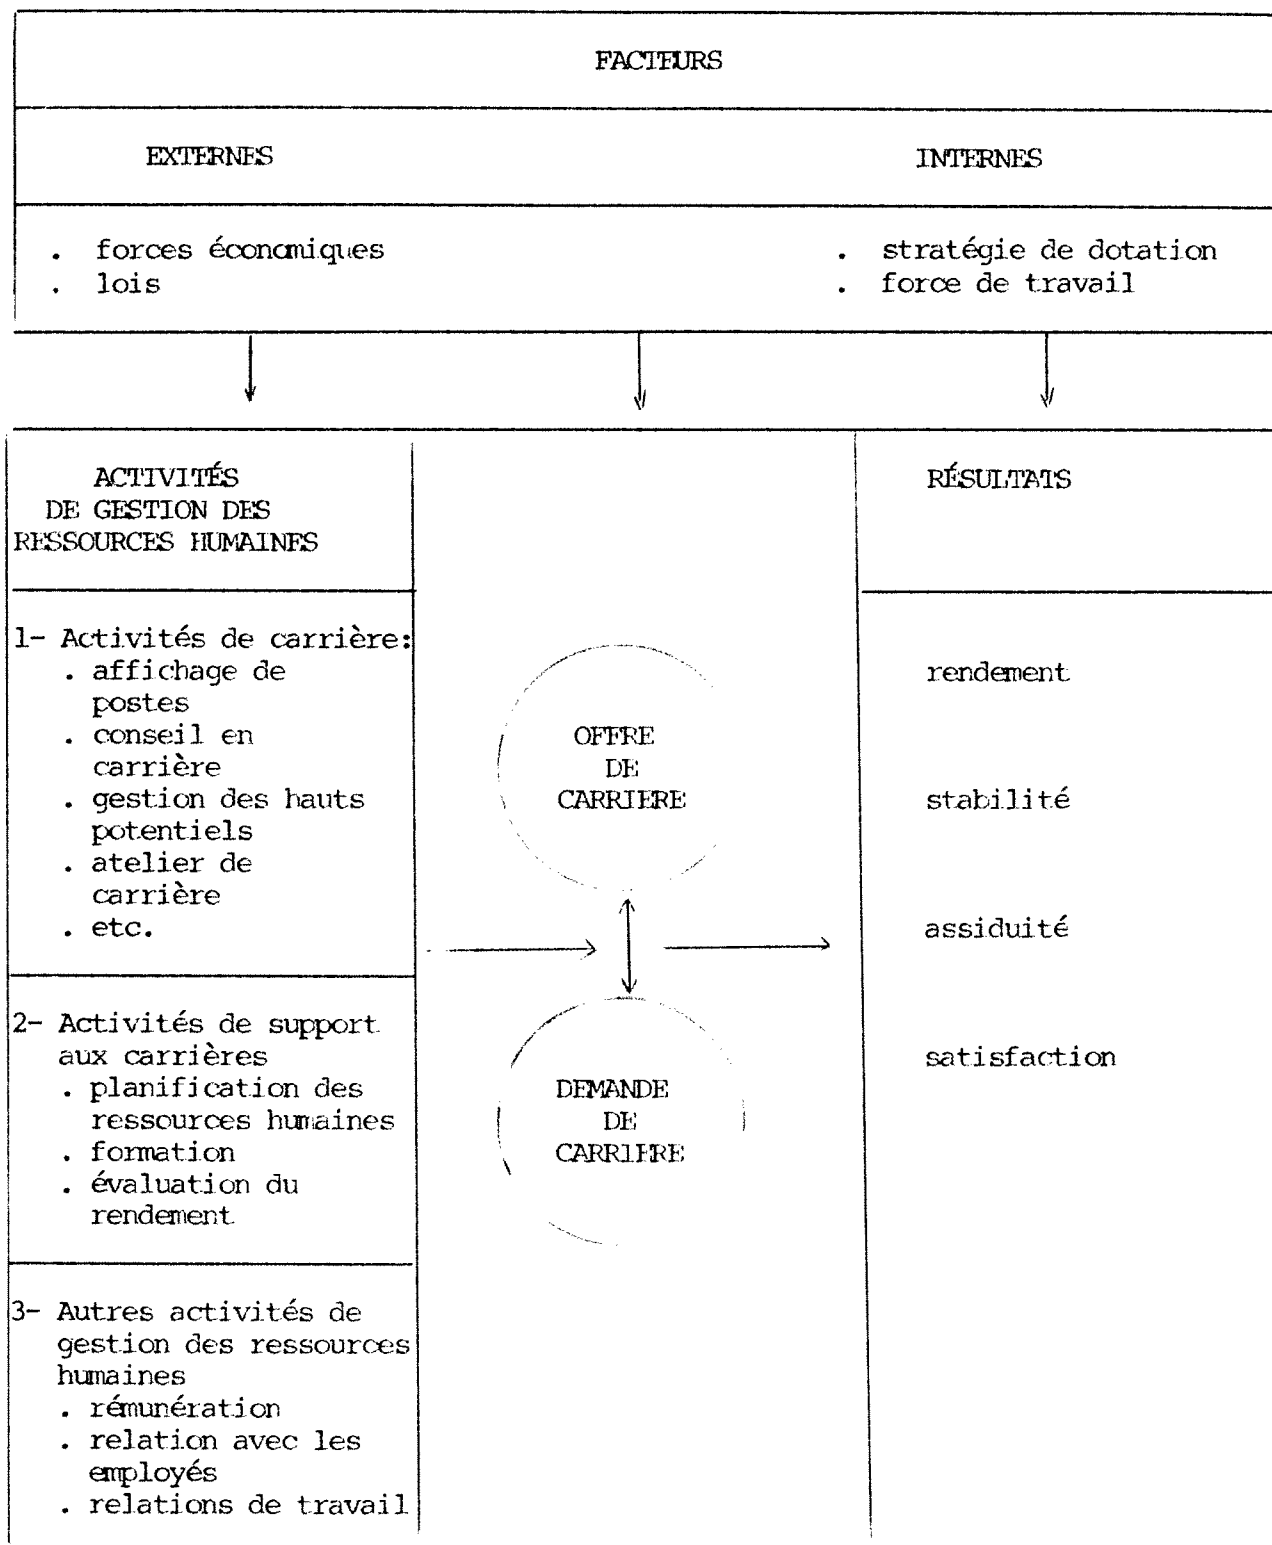 FACTEURS
EXTERNES
INTERNES
. forces économiques
. lois
. stratégie de dotation
. force de travail
ACTIVITÉS
DE GESTION DES
RESSOURCES HUMAINES
1- Activités de carrière:
. affichage de
postes
. conseil en
carrière
. gestion des hauts
potentiels
. atelier de
carrière
. etc.
2- Activités de support
aux carrières
. planification des
ressources humaines
. formation
. évaluation du
rendement
3- Autres activités de
gestion des ressources
humaines
. rémunération
. relation avec les
employés
. relations de travail
OFFRE
DE
CARRIERE
DEMANDE
DE
CARRIERE
RÉSULTATS
rendement
stabilité
assiduité
satisfaction